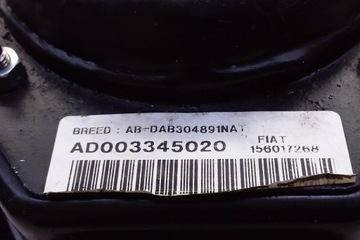 BREED : AB-DAB304891NAT
AD003345020 FIAT
156017268